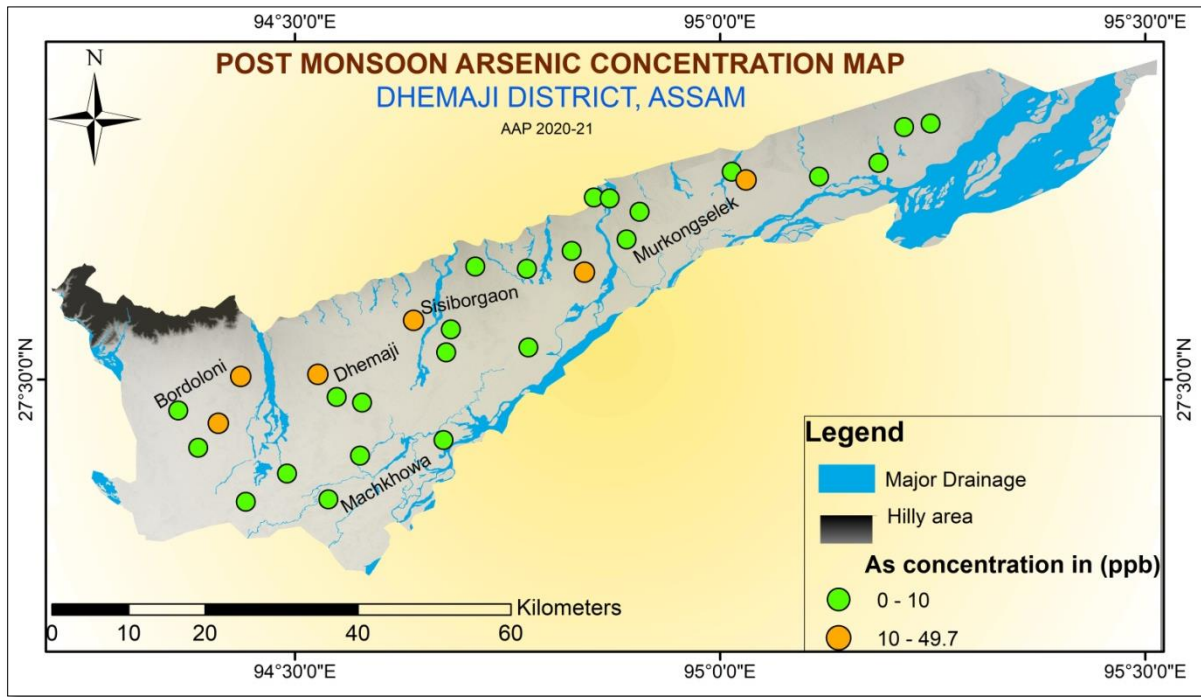 94°30'0"E 95°0'0"E 95°30'0"E
N
POST MONSOON ARSENIC CONCENTRATION MAP
DHEMAJI DISTRICT, ASSAM
AAP 2020-21
Murkongselek
Sisiborgaon
Dhemaji
Bordoloni
Machkhowa
27°30'0"N
27°30'0"N
Legend
Major Drainage
Hilly area
As concentration in (ppb)
0 - 10
10 - 49.7
Kilometers
0 10 20 40 60
94°30'0"E 95°0'0"E 95°30'0"E